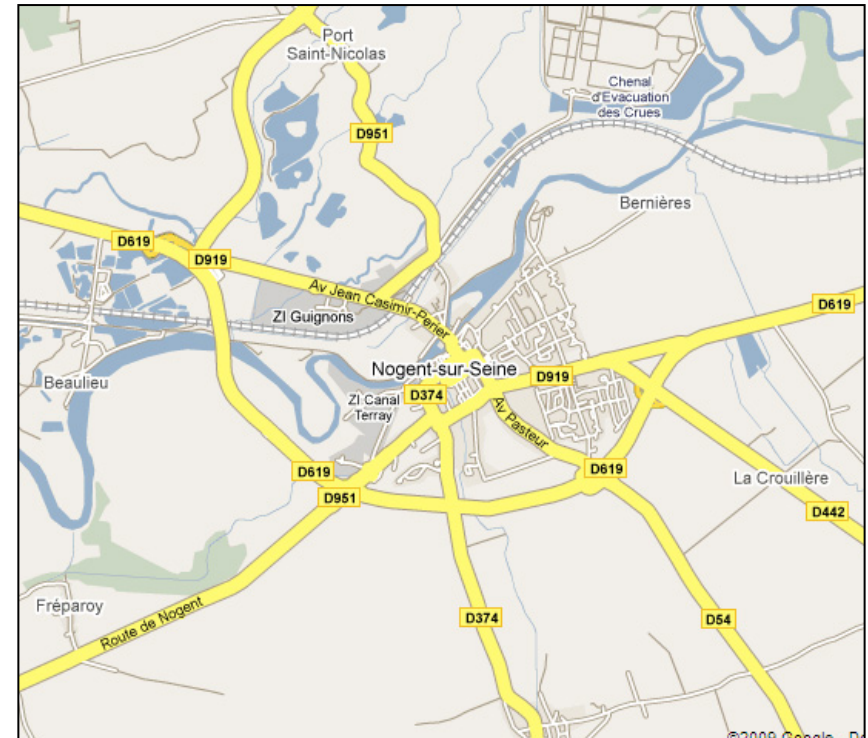 Port
Saint-Nicolas
Chenal
d'Evacuation
des Crues
D951
Bernières
D619
D919
Av Jean Casimir-Perier
ZI Guignons
D619
Beaulieu
Nogent-sur-Seine
D919
D374
ZI Canal
Terray
Av Pasteur
D619
D619
La Crouillère
D951
D442
Fréparoy
Route de Nogent
D374
D54
©2009 Google